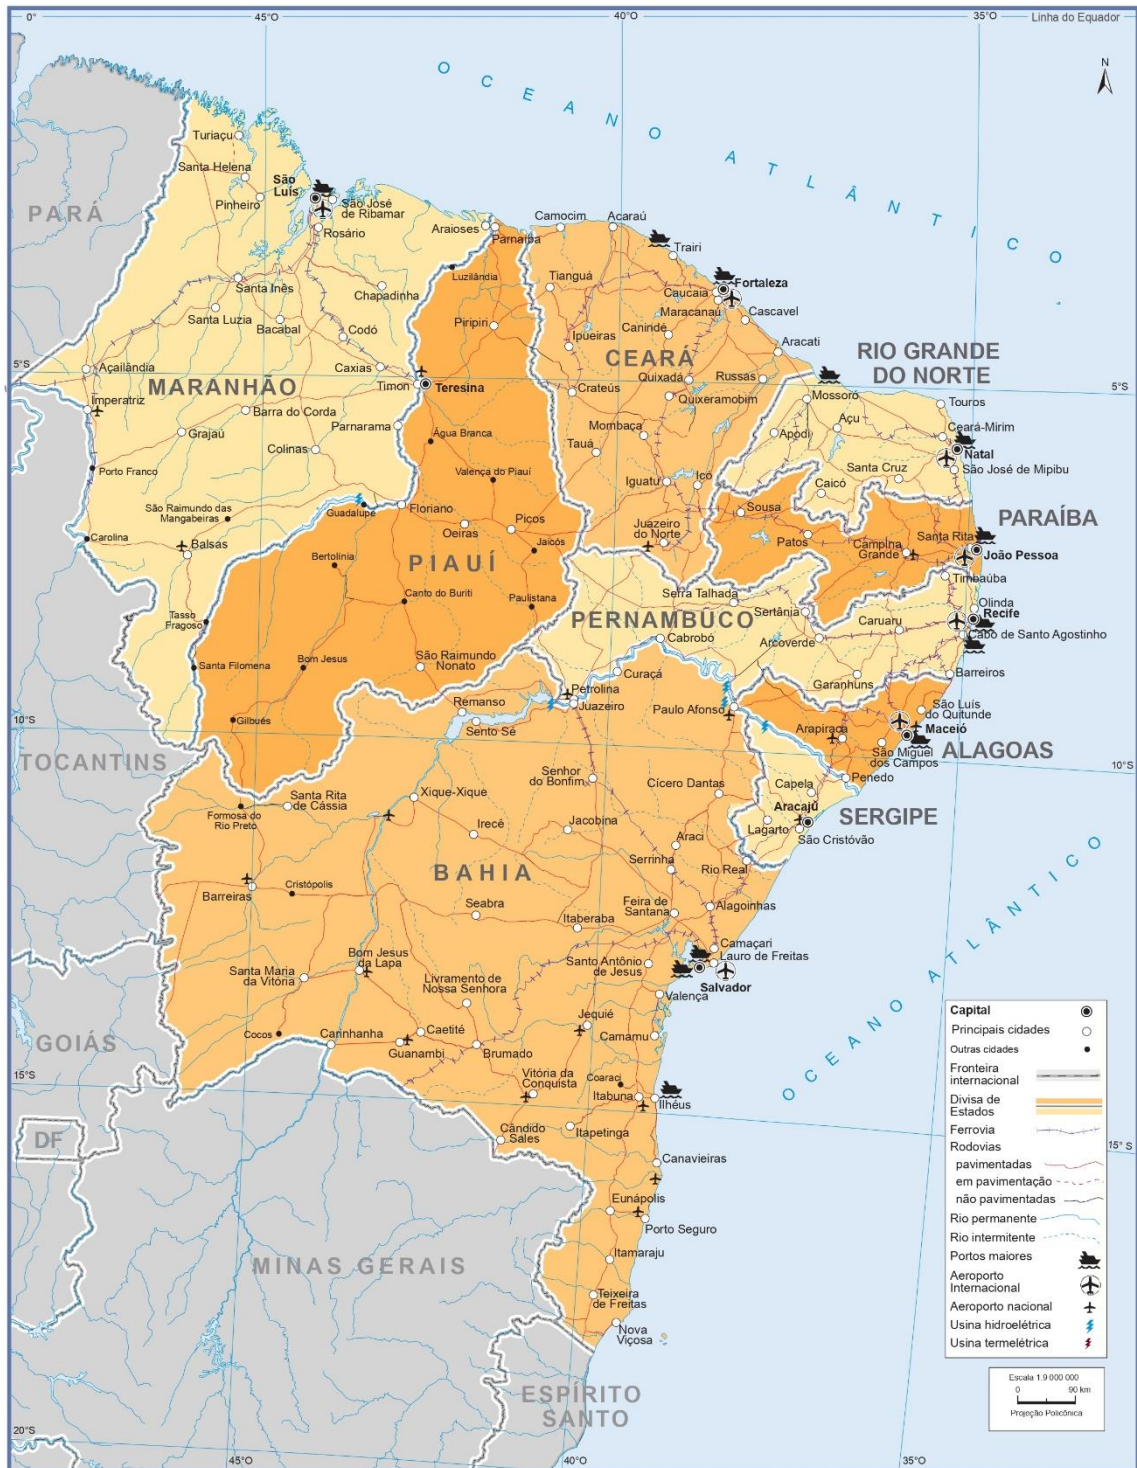 0°
45°O
40°O
35°O
Linha do Equador
N
OCEANO ATLÂNTICO
PARÁ
Turiaçu
Santa Helena
São
Luís
Pinheiro
São José
de Ribamar
Rosário
Araioses
Parnaíba
Camocim
Acaraú
Trairi
Luzilândia
Tianguá
Fortaleza
Caucaia
Maracanaú
Cascavel
Santa Inês
Chapadinha
Santa Luzia
Bacabal
Codó
Piripiri
Ipueiras
Canindé
Aracati
CEARÁ
RIO GRANDE
DO NORTE
5°S
Açailândia
MARANHÃO
Caxias
Timon
Teresina
Crateús
Quixadá
Russas
Quixeramobim
Mossoró
5°S
Touros
Imperatriz
Barra do Corda
Parnarama
Grajaú
Colinas
Água Branca
Mombaça
Tauá
Apodi
Açu
Ceará-Mirim
Natal
São José de Mipibu
Porto Franco
Valença do Piauí
Iguatu
Icó
Santa Cruz
Caicó
São Raimundo das
Mangabeiras
Guadalupe
Floriano
Oeiras
Picos
Sousa
PARAÍBA
Carolina
Balsas
Jaicós
Juazeiro
do Norte
Patos
Campina
Grande
Santa Rita
João Pessoa
Bertolínia
PIAUÍ
Timbaúba
Canto do Buriti
Paulistana
Serra Talhada
Sertânia
Olinda
Recife
Tasso
Fragoso
PERNAMBUCO
Arcoverde
Caruaru
Cabo de Santo Agostinho
Cabrobó
Santa Filomena
Bom Jesus
São Raimundo
Nonato
Curaçá
Garanhuns
Barreiros
Petrolina
Juazeiro
Paulo Afonso
Remanso
Sento Sé
Gilbués
São Luís
do Quitunde
Arapiraca
Maceió
10°S
São Miguel
dos Campos
ALAGOAS
10°S
TOCANTINS
Senhor
do Bonfim
Cícero Dantas
Capela
Penedo
Santa Rita
de Cássia
Xique-Xique
Formosa do
Rio Preto
Aracajú
SERGIPE
Irecê
Jacobina
Lagarto
São Cristóvão
Araci
Serrinha
Rio Real
BAHIA
Barreiras
Cristópolis
Seabra
Itaberaba
Feira de
Santana
Alagoinhas
OCEANO ATLÂNTICO
Camaçari
Lauro de Freitas
Bom Jesus
da Lapa
Santo Antônio
de Jesus
Salvador
Santa Maria
da Vitória
Livramento de
Nossa Senhora
Valença
Jequié
Cocos
Carinhanha
Caetité
Camamu
Guanambi
Brumado
GOIÁS
Vitória da
Conquista
Coaraci
Itabuna
Ilhéus
15°S
Cândido
Sales
Itapetinga
DF
Canavieiras
15° S
Eunápolis
Porto Seguro
MINAS GERAIS
Itamaraju
Teixeira
de Freitas
Nova
Viçosa
ESPÍRITO
SANTO
Capital
Principais cidades
Outras cidades
Fronteira
internacional
Divisa de
Estados
Ferrovia
Rodovias
pavimentadas
em pavimentação
não pavimentadas
Rio permanente
Rio intermitente
Portos maiores
Aeroporto
Internacional
Aeroporto nacional
Usina hidroelétrica
Usina termelétrica
Escala 1:9 000 000
0 90 km
Projeção Policônica
20°S
45°O
40°O
35°O